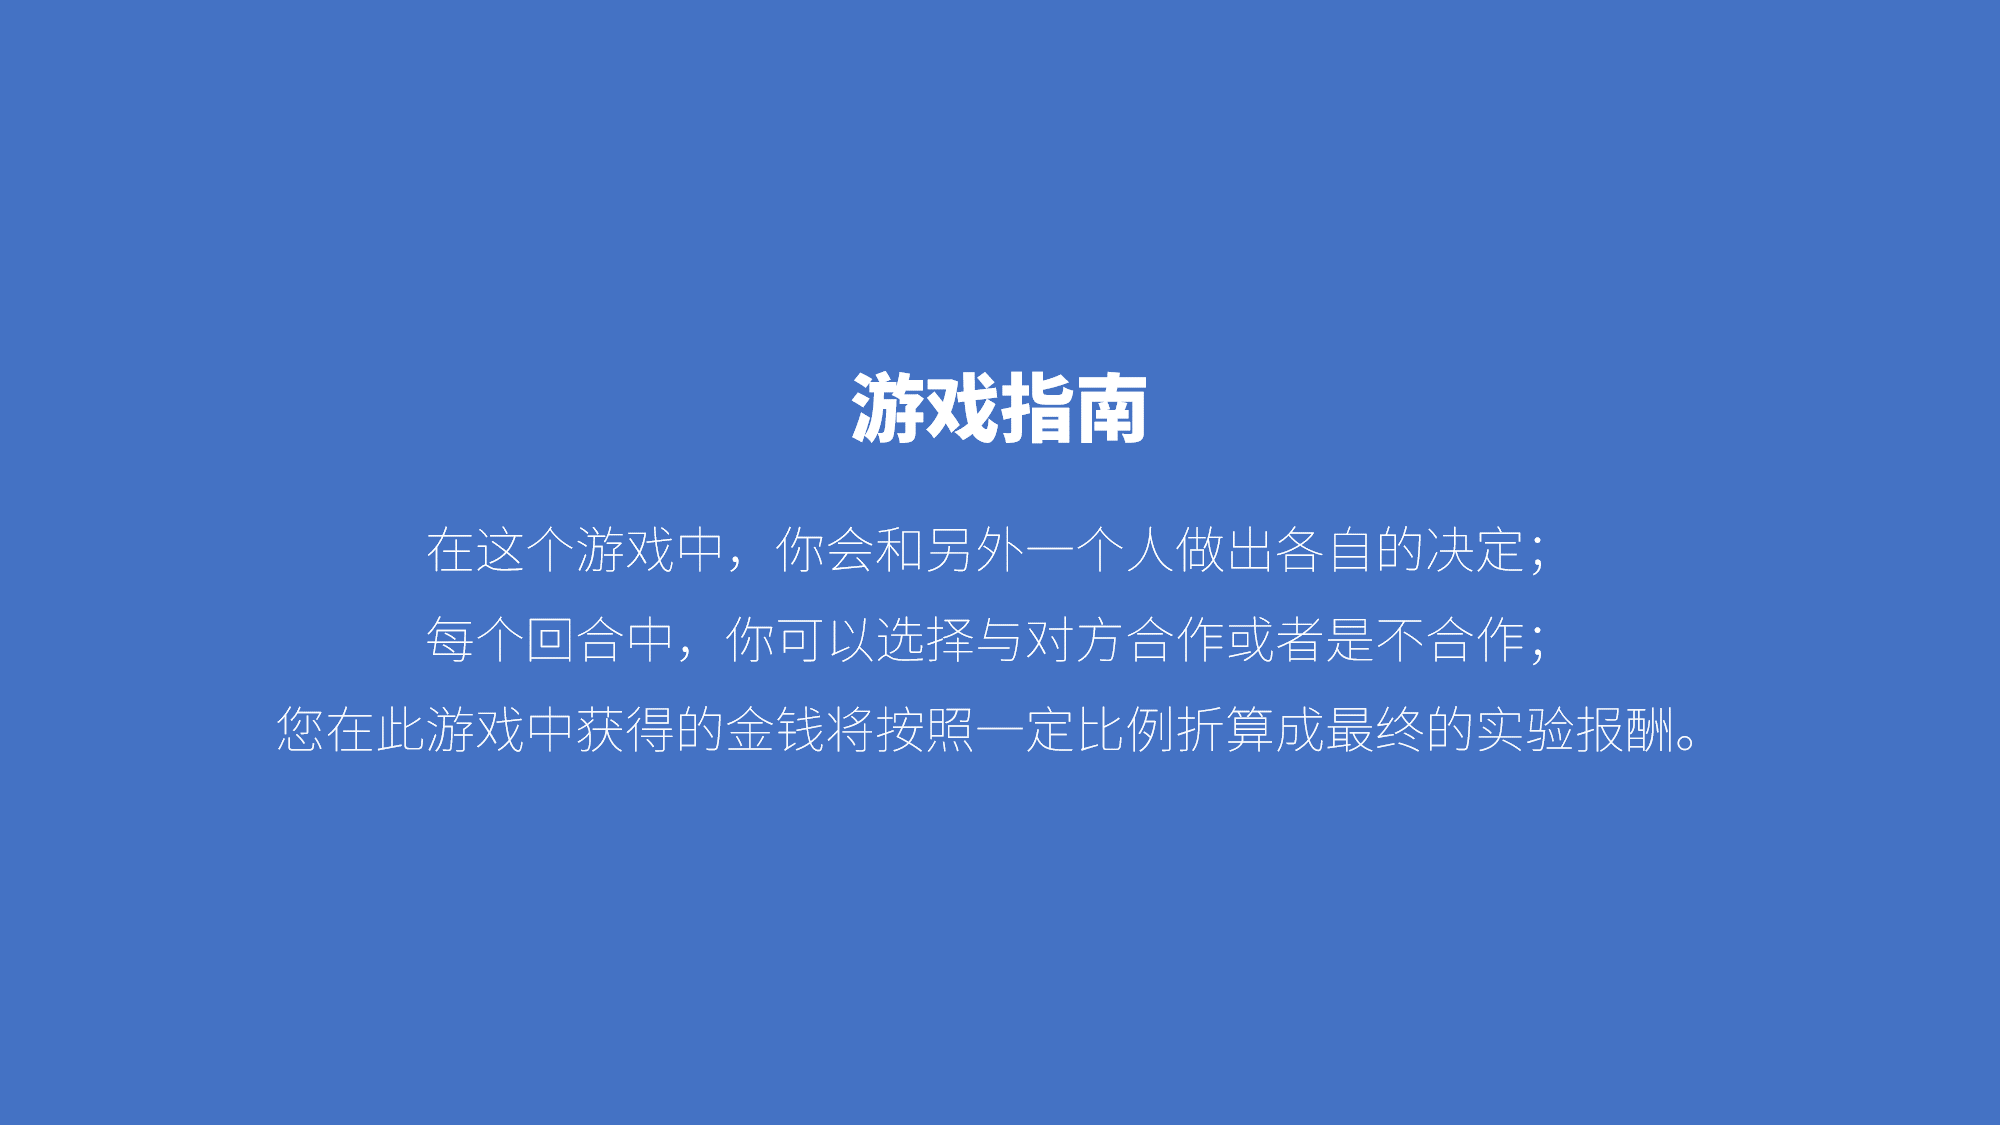 游戏指南
在这个游戏中，你会和另外一个人做出各自的决定；
每个回合中，你可以选择与对方合作或者是不合作；
您在此游戏中获得的金钱将按照一定比例折算成最终的实验报酬。